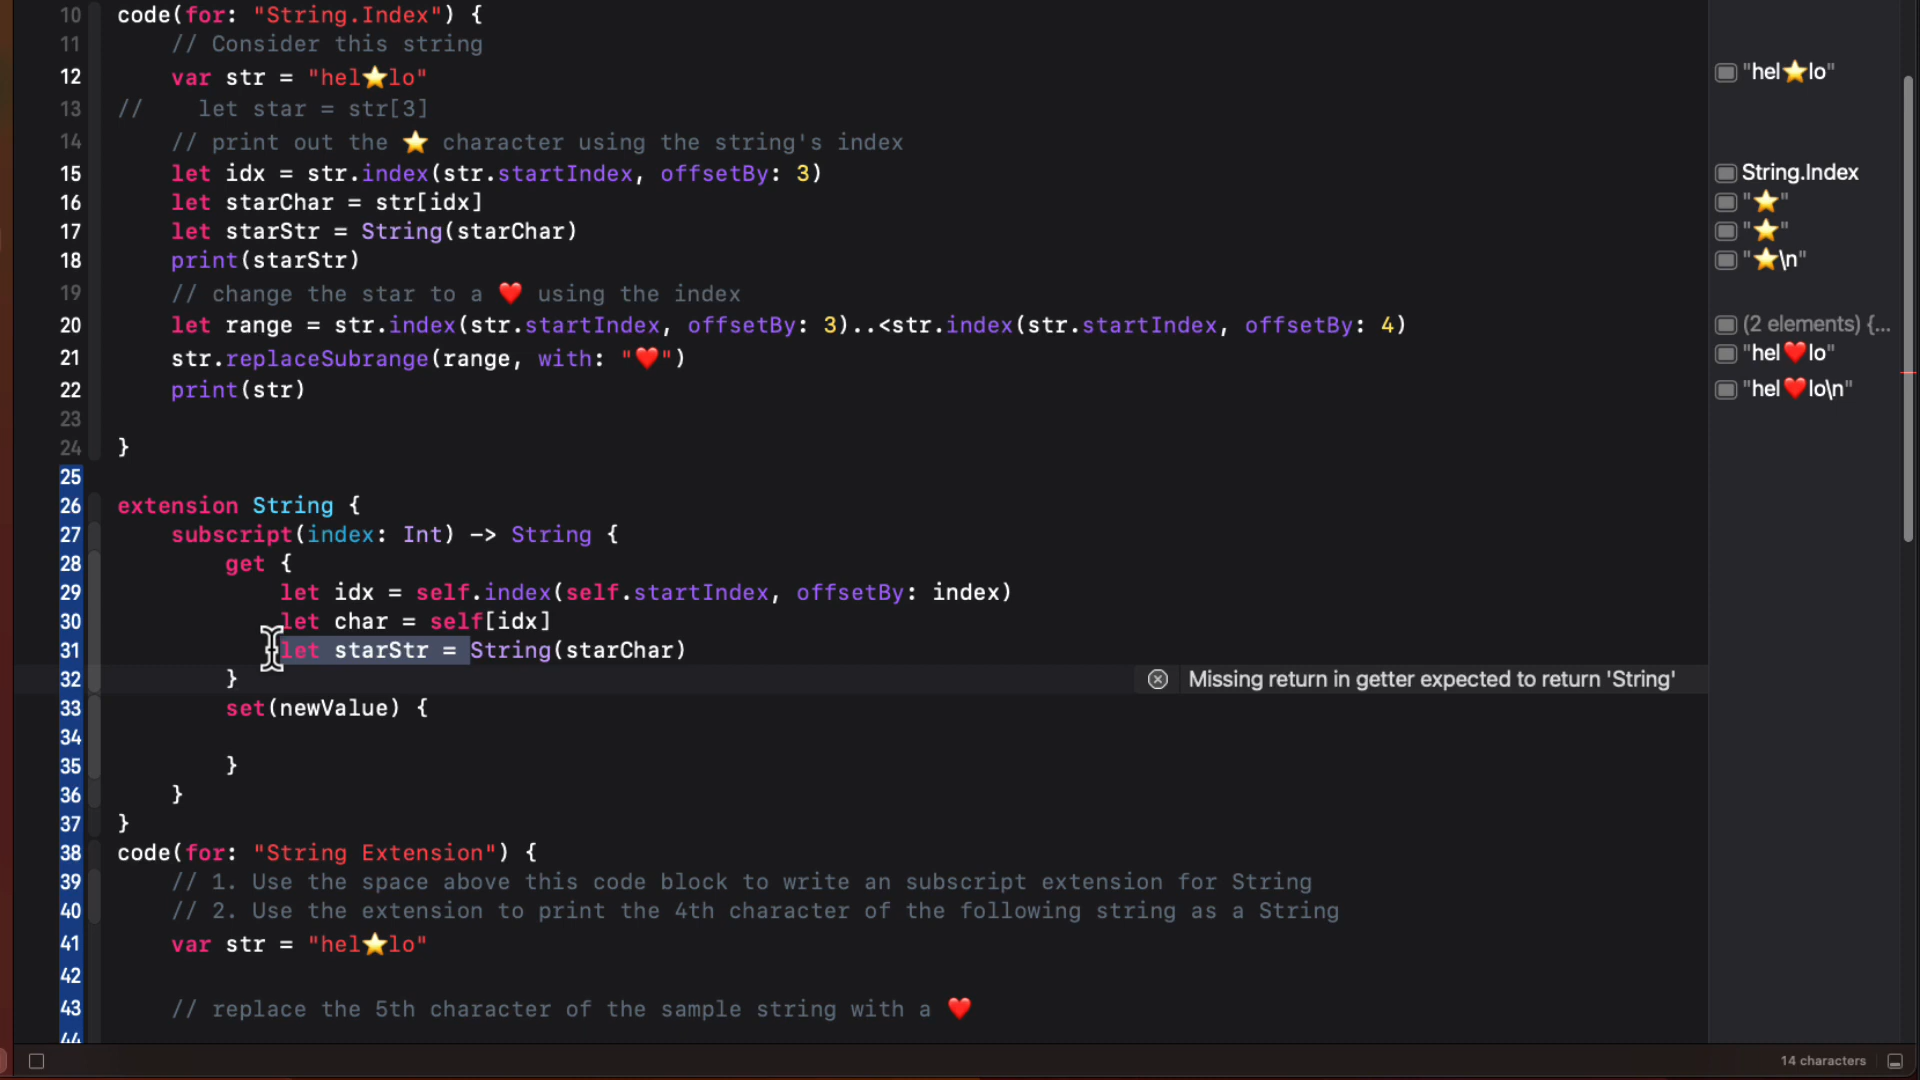 10 code(for: "String.Index") {
11 // Consider this string
12 var str = "hel⭐lo" "hel⭐lo"
13 // let star = str[3]
14 // print out the ⭐ character using the string's index
15 let idx = str.index(str.startIndex, offsetBy: 3) String.Index
16 let starChar = str[idx] "⭐"
17 let starStr = String(starChar) "⭐"
18 print(starStr) "⭐\n"
19 // change the star to a ❤️ using the index
20 let range = str.index(str.startIndex, offsetBy: 3)..<str.index(str.startIndex, offsetBy: 4) (2 elements) {...
21 str.replaceSubrange(range, with: "❤️") "hel❤️lo"
22 print(str) "hel❤️lo\n"
23
24 }
25
26 extension String {
27 subscript(index: Int) -> String {
28 get {
29 let idx = self.index(self.startIndex, offsetBy: index)
30 let char = self[idx]
31 let starStr = String(starChar)
32 } Missing return in getter expected to return 'String'
33 set(newValue) {
34
35 }
36 }
37 }
38 code(for: "String Extension") {
39 // 1. Use the space above this code block to write an subscript extension for String
40 // 2. Use the extension to print the 4th character of the following string as a String
41 var str = "hel⭐lo"
42
43 // replace the 5th character of the sample string with a ❤️
44
14 characters